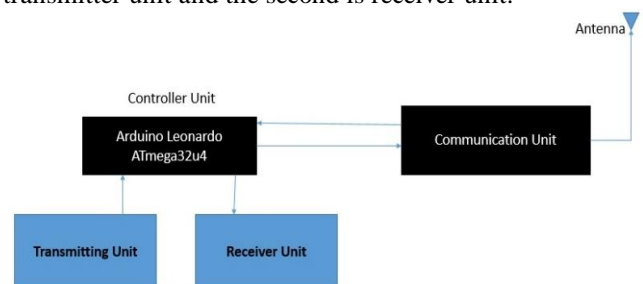 transmitter unit and the second is receiver unit.
Antenna
Controller Unit
Arduino Leonardo
ATmega32u4
Communication Unit
Transmitting Unit
Receiver Unit